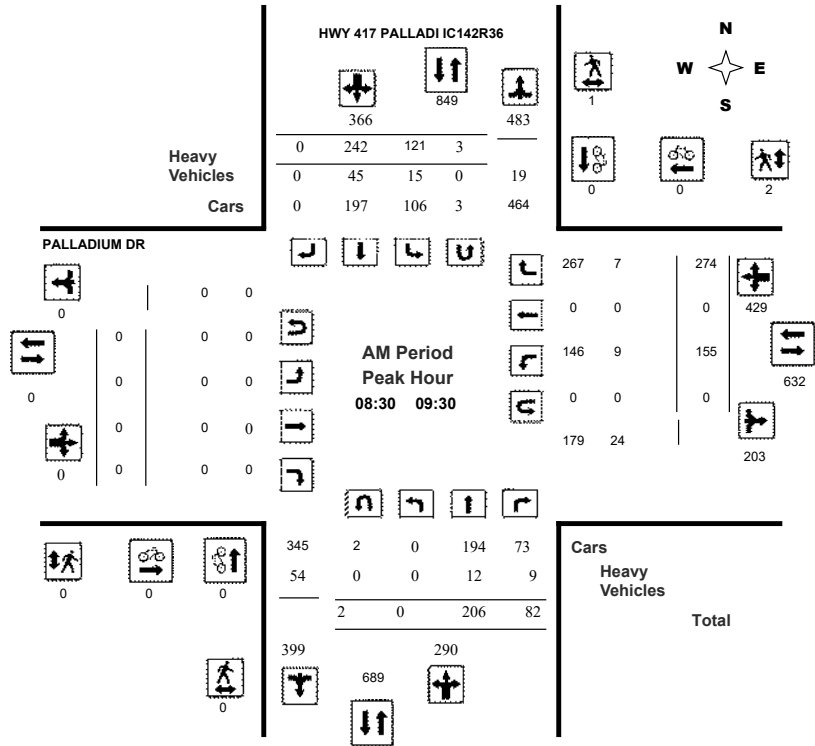 HWY 417 PALLADI IC142R36
N
W E
S
849
1
366 483
0 242 121 3
Heavy
Vehicles
0 45 15 0 19
Cars
0 197 106 3 464
0 0 2
PALLADIUM DR
0 0
0
0 0 0
0
0 0 0
0 0 0
0
0 0 0
AM Period
Peak Hour
08:30 09:30
267 7 274
0 0 0 429
146 9 155
632
0 0 0
179 24
203
345 2 0 194 73 Cars
54 0 0 12 9 Heavy
Vehicles
2 0 206 82 Total
0 0 0
399 290
689
0